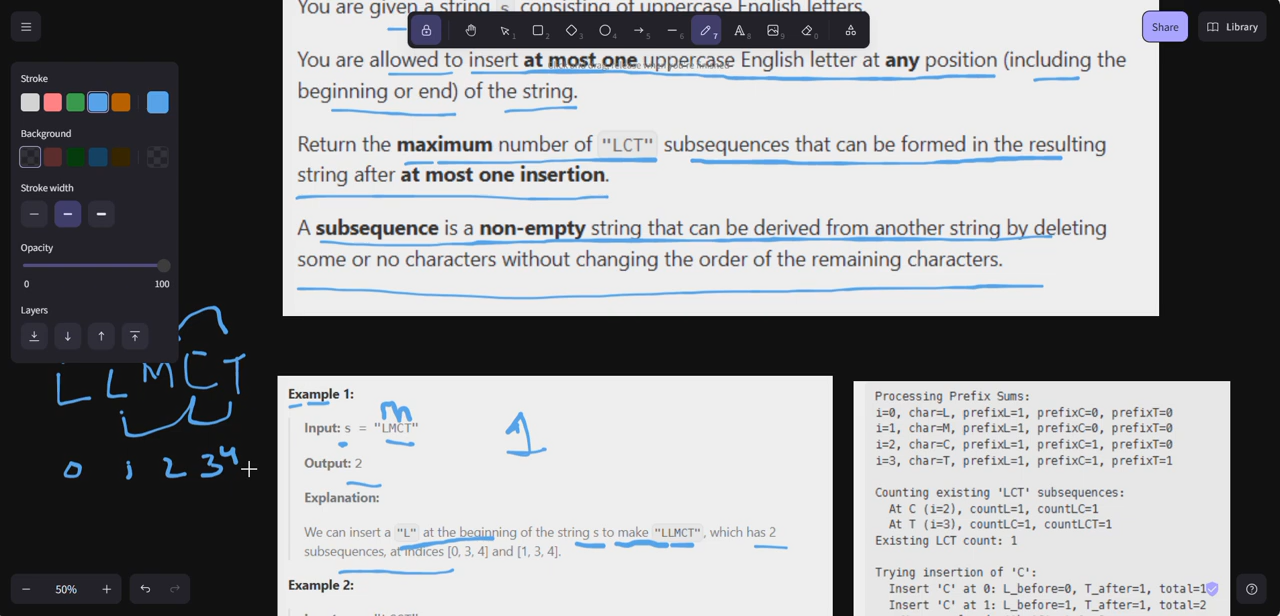 You are given a string s consisting of uppercase English letters.
Share
Library
You are allowed to insert at most one uppercase English letter at any position (including the
beginning or end) of the string.
Return the maximum number of "LCT" subsequences that can be formed in the resulting
string after at most one insertion.
A subsequence is a non-empty string that can be derived from another string by deleting
some or no characters without changing the order of the remaining characters.
Stroke
Background
Stroke width
Opacity
0 100
Layers
L L M C T
0 1 2 3 4
50%
Example 1:
m
Input: s = "LMCT"
1
Output: 2
Explanation:
We can insert a "L" at the beginning of the string s to make "LLMCT", which has 2
subsequences, at indices [0, 3, 4] and [1, 3, 4].
Example 2:
Processing Prefix Sums:
i=0, char=L, prefixL=1, prefixC=0, prefixT=0
i=1, char=M, prefixL=1, prefixC=0, prefixT=0
i=2, char=C, prefixL=1, prefixC=1, prefixT=0
i=3, char=T, prefixL=1, prefixC=1, prefixT=1
Counting existing 'LCT' subsequences:
At C (i=2), countL=1, countLC=1
At T (i=3), countLC=1, countLCT=1
Existing LCT count: 1
Trying insertion of 'C':
Insert 'C' at 0: L_before=0, T_after=1, total=1
Insert 'C' at 1: L_before=1, T_after=1, total=2